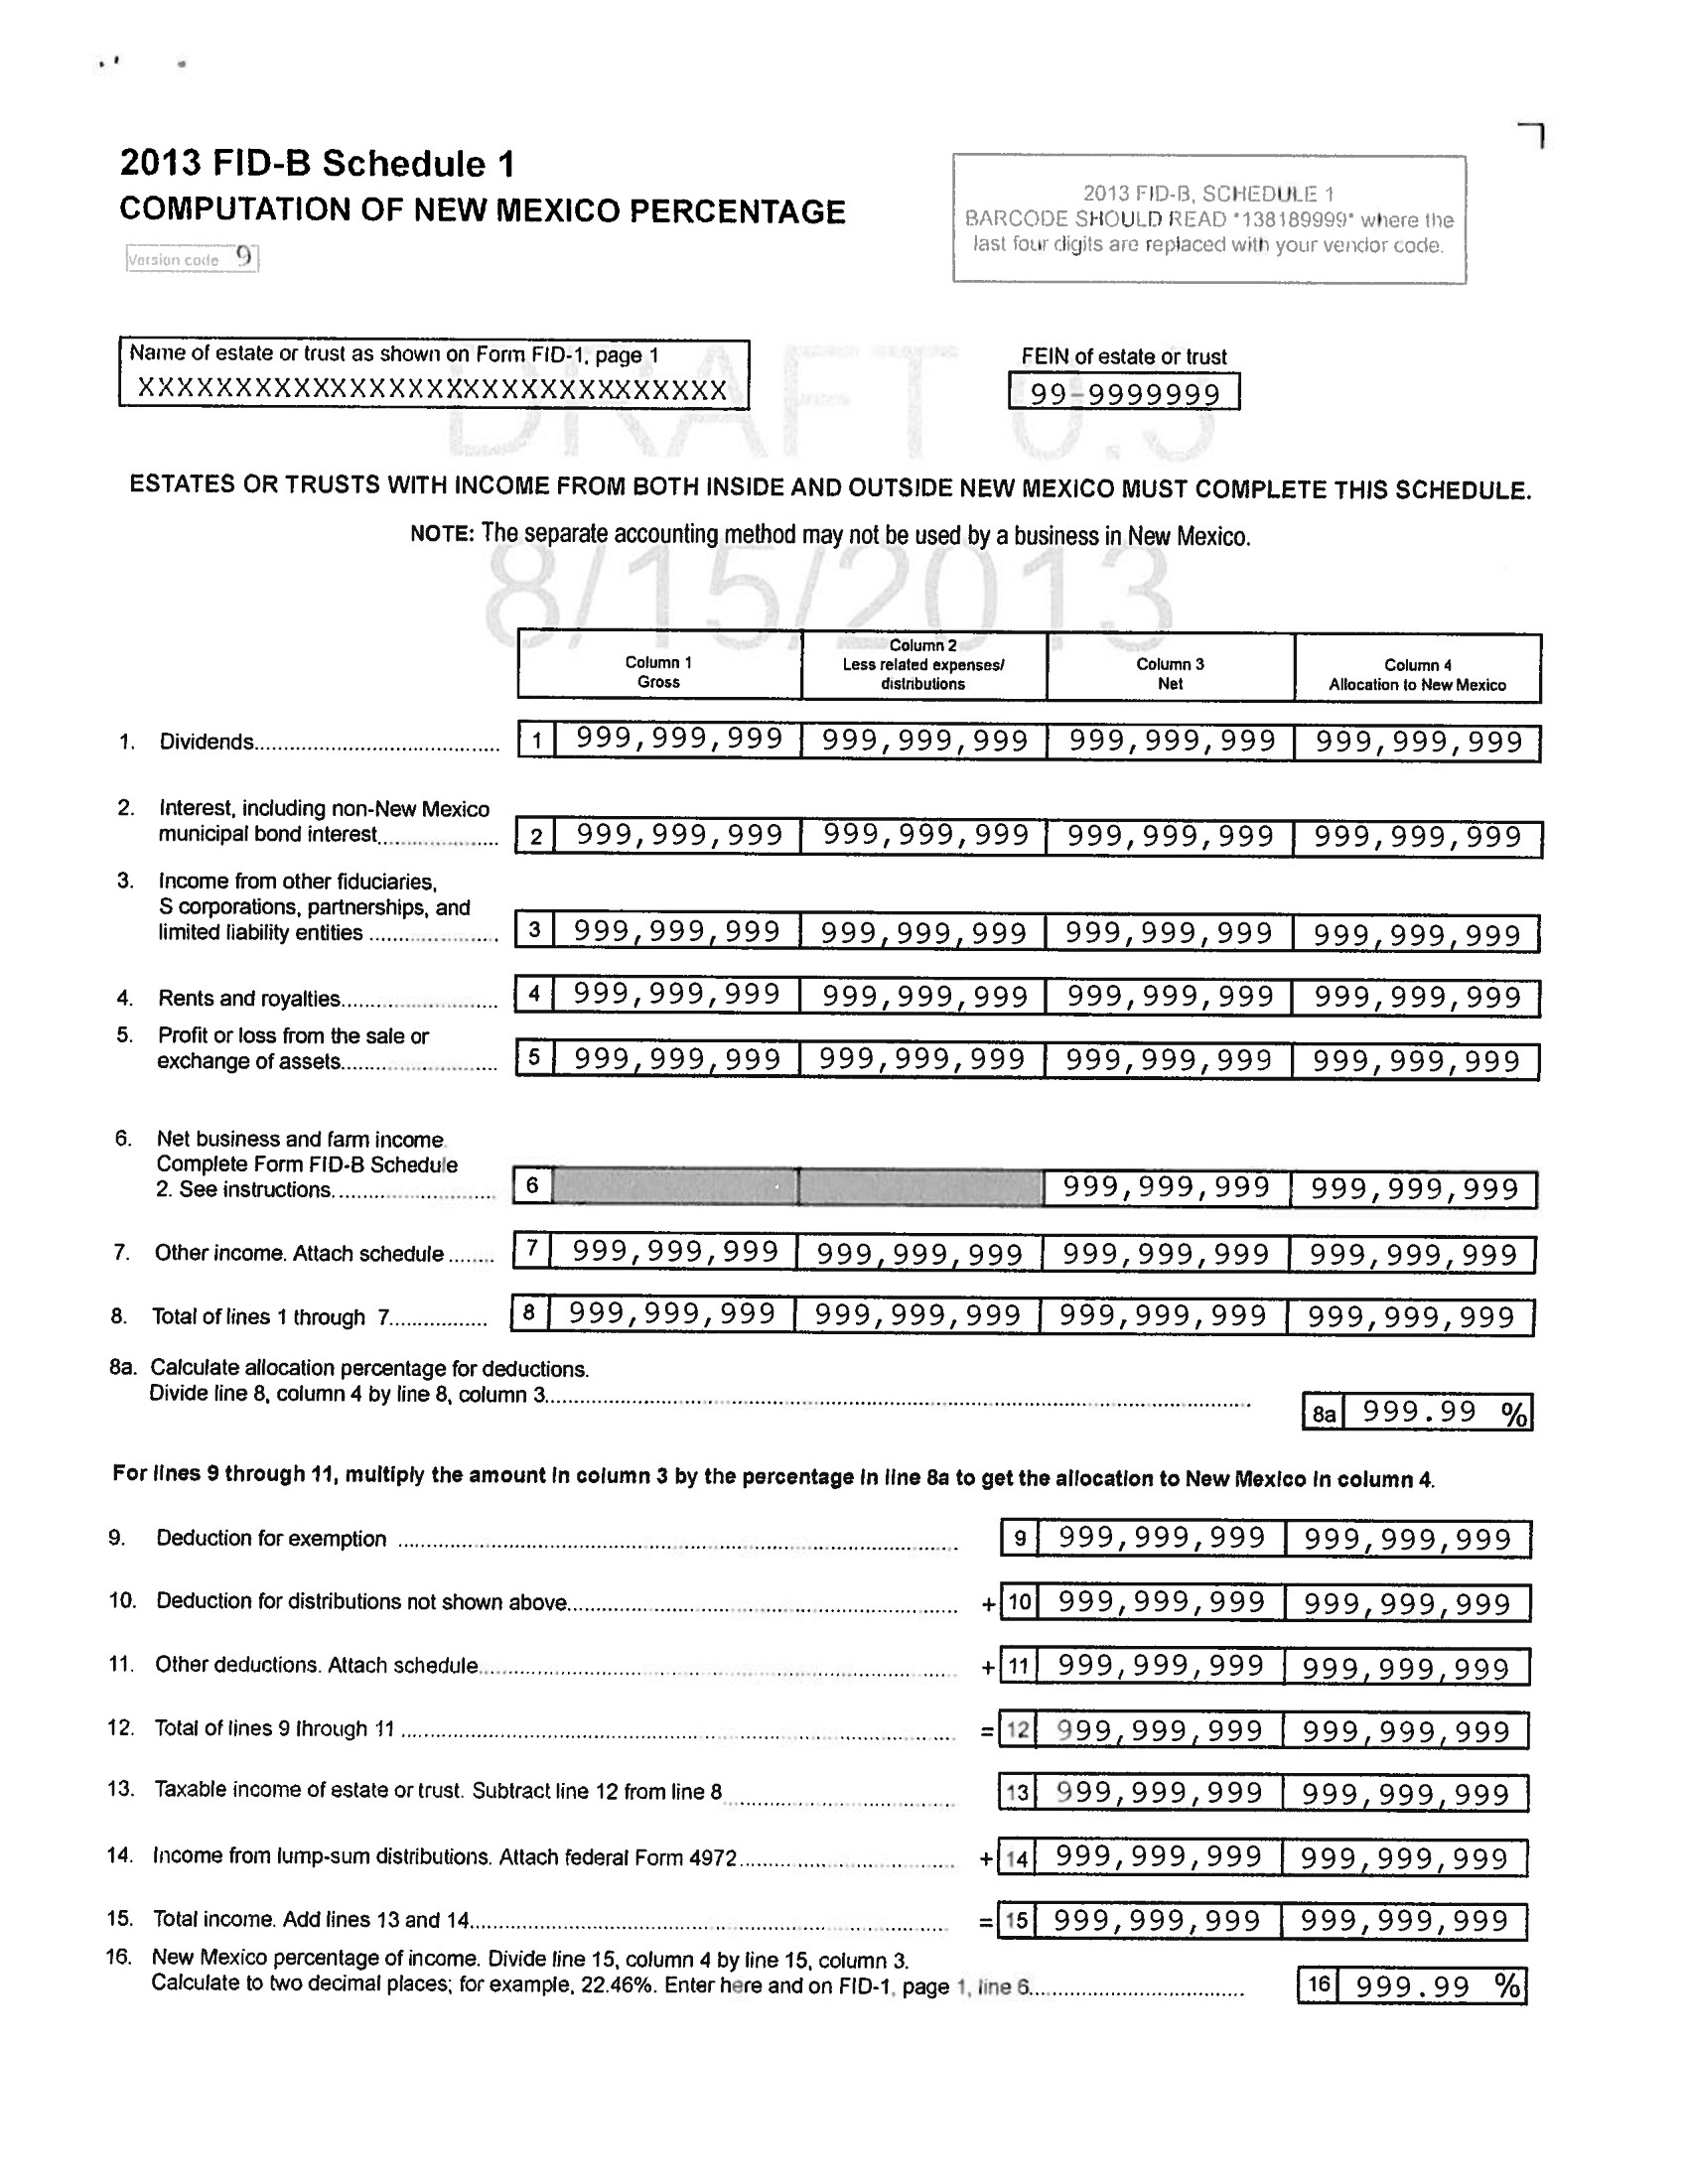 2013 FID-B Schedule 1
COMPUTATION OF NEW MEXICO PERCENTAGE
Version code 9
2013 FID-B, SCHEDULE 1
BARCODE SHOULD READ *138189999* where the
last four digits are replaced with your vendor code.
Name of estate or trust as shown on Form FID-1, page 1
XXXXXXXXXXXXXXXXXXXXXXXXXXXXXXX
FEIN of estate or trust
99-9999999
DRAFT 0.3
ESTATES OR TRUSTS WITH INCOME FROM BOTH INSIDE AND OUTSIDE NEW MEXICO MUST COMPLETE THIS SCHEDULE.
NOTE: The separate accounting method may not be used by a business in New Mexico.
8/15/2013
Column 1
Gross
Column 2
Less related expenses/
distributions
Column 3
Net
Column 4
Allocation to New Mexico
1. Dividends...................................... 1 999,999,999 999,999,999 999,999,999 999,999,999
2. Interest, including non-New Mexico
municipal bond interest.................... 2 999,999,999 999,999,999 999,999,999 999,999,999
3. Income from other fiduciaries,
S corporations, partnerships, and
limited liability entities ..................... 3 999,999,999 999,999,999 999,999,999 999,999,999
4. Rents and royalties......................... 4 999,999,999 999,999,999 999,999,999 999,999,999
5. Profit or loss from the sale or
exchange of assets......................... 5 999,999,999 999,999,999 999,999,999 999,999,999
6. Net business and farm income.
Complete Form FID-B Schedule
2. See instructions.......................... 6 999,999,999 999,999,999
7. Other income. Attach schedule ........ 7 999,999,999 999,999,999 999,999,999 999,999,999
8. Total of lines 1 through 7................ 8 999,999,999 999,999,999 999,999,999 999,999,999
8a. Calculate allocation percentage for deductions.
Divide line 8, column 4 by line 8, column 3.................................................. 8a 999.99 %
For lines 9 through 11, multiply the amount in column 3 by the percentage in line 8a to get the allocation to New Mexico in column 4.
9. Deduction for exemption .................................................. 9 999,999,999 999,999,999
10. Deduction for distributions not shown above.................................................. + 10 999,999,999 999,999,999
11. Other deductions. Attach schedule.................................................. + 11 999,999,999 999,999,999
12. Total of lines 9 through 11 .................................................. = 12 999,999,999 999,999,999
13. Taxable income of estate or trust. Subtract line 12 from line 8 .............................. 13 999,999,999 999,999,999
14. Income from lump-sum distributions. Attach federal Form 4972.............................. + 14 999,999,999 999,999,999
15. Total income. Add lines 13 and 14.................................................. = 15 999,999,999 999,999,999
16. New Mexico percentage of income. Divide line 15, column 4 by line 15, column 3.
Calculate to two decimal places; for example, 22.46%. Enter here and on FID-1, page 1, line 6.................................. 16 999.99 %